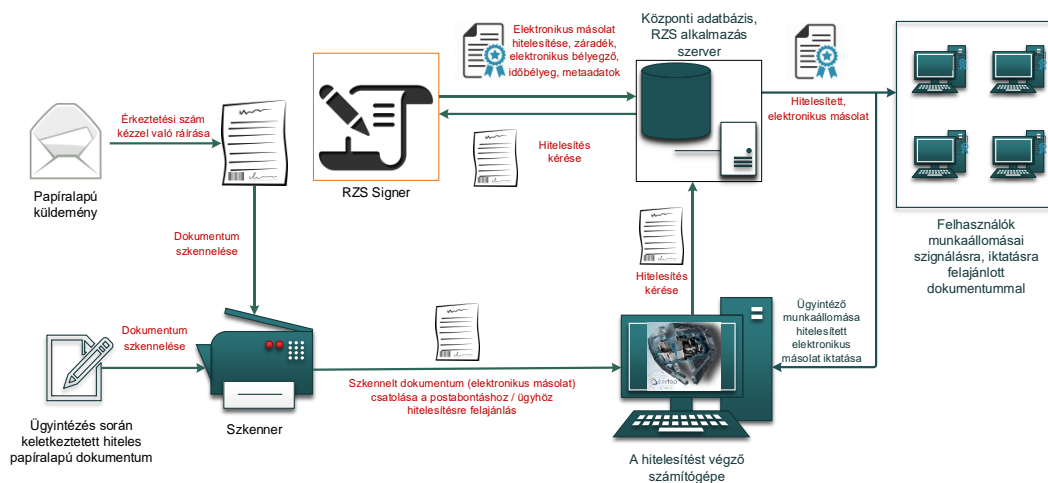 Elektronikus másolat
hitelesítése, záradék,
elektronikus bélyegző,
időbélyeg, metaadatok
Központi adatbázis,
RZS alkalmazás
szerver
Érkeztetési szám
kézzel való ráírása
Hitelesített,
elektronikus másolat
Hitelesítés
kérése
Papíralapú
küldemény
RZS Signer
Felhasználók
munkaállomásai
szignálásra, iktatásra
felajánlott
dokumentummal
Dokumentum
szkennelése
Hitelesítés
kérése
Ügyintéző
munkaállomása
hitelesített
elektronikus
másolat iktatása
Dokumentum
szkennelése
Szkennelt dokumentum (elektronikus másolat)
csatolása a postabontáshoz / ügyhöz
hitelesítésre felajánlás
Ügyintézés során
keletkeztetett hiteles
papíralapú dokumentum
Szkenner
A hitelesítést végző
számítógépe